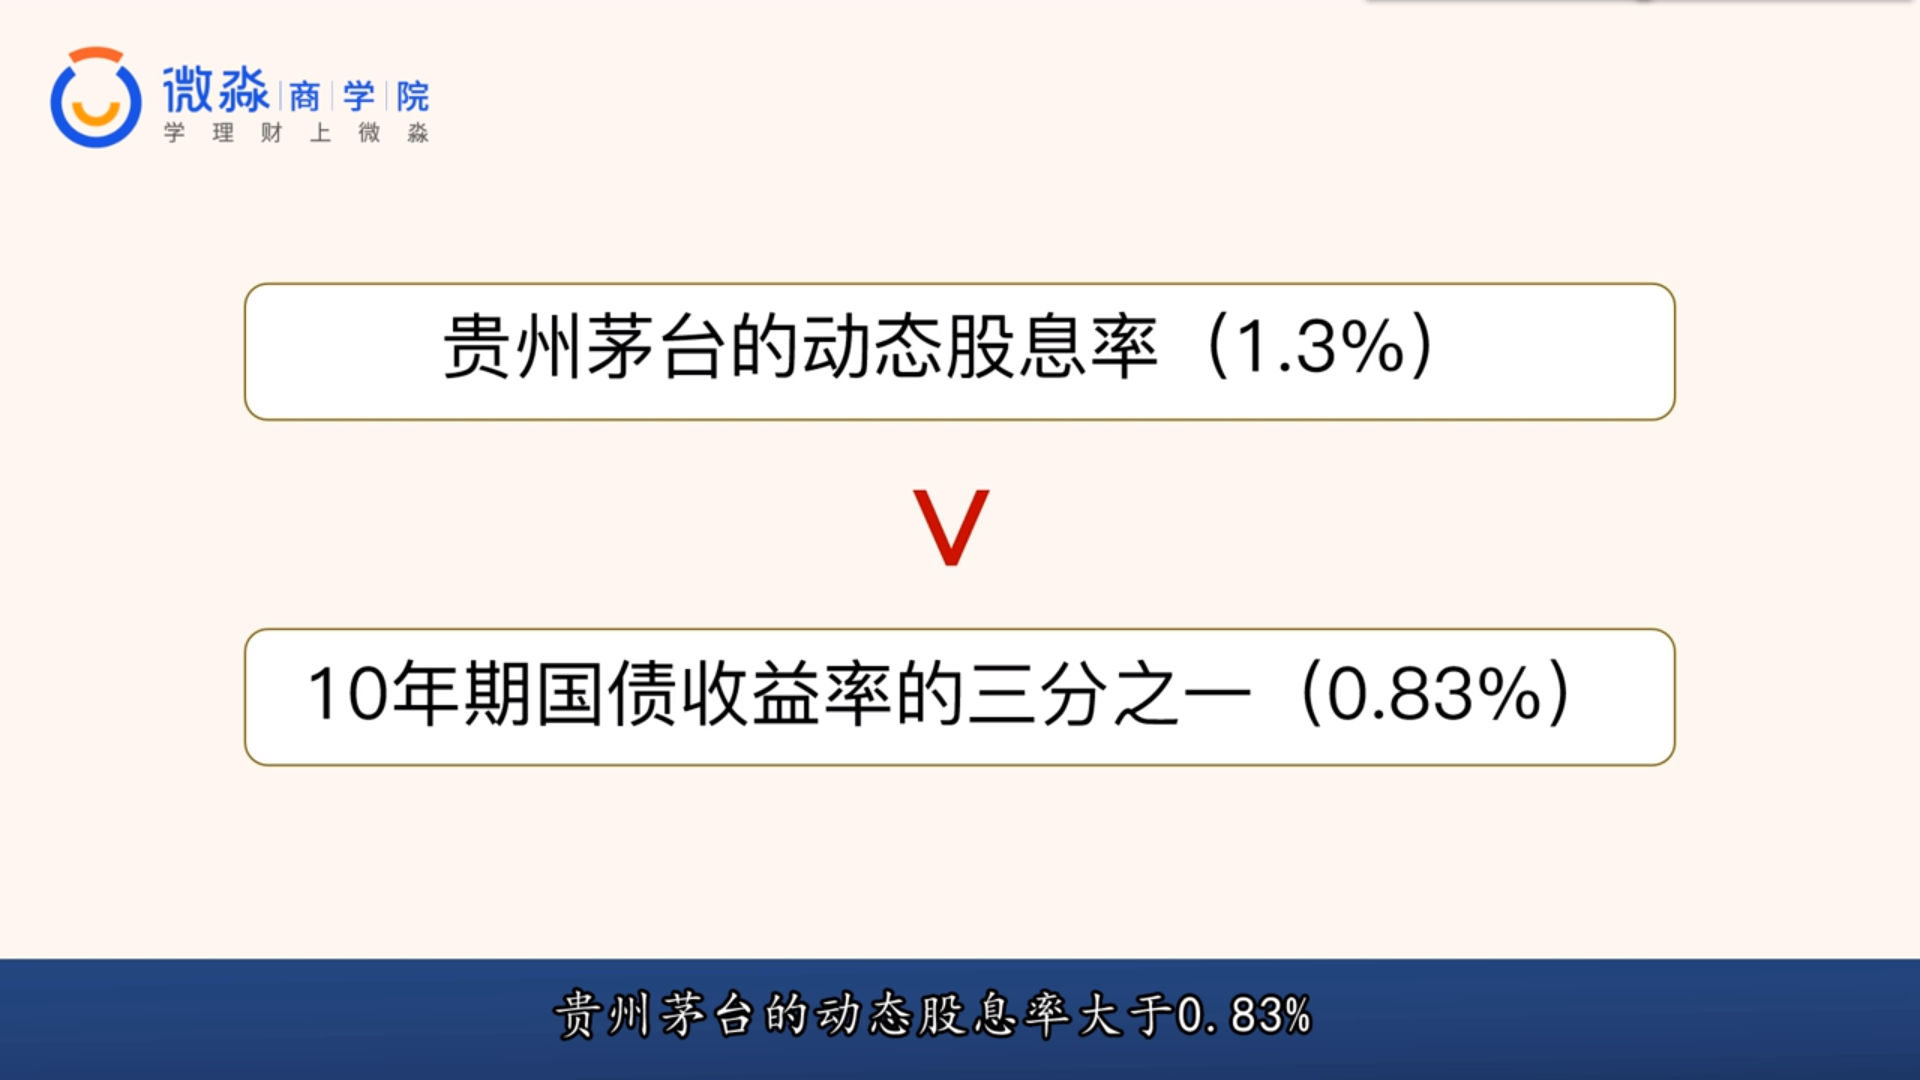 微淼商学院
学理财上微淼
贵州茅台的动态股息率（1.3%）
V
10年期国债收益率的三分之一（0.83%）
贵州茅台的动态股息率大于0.83%